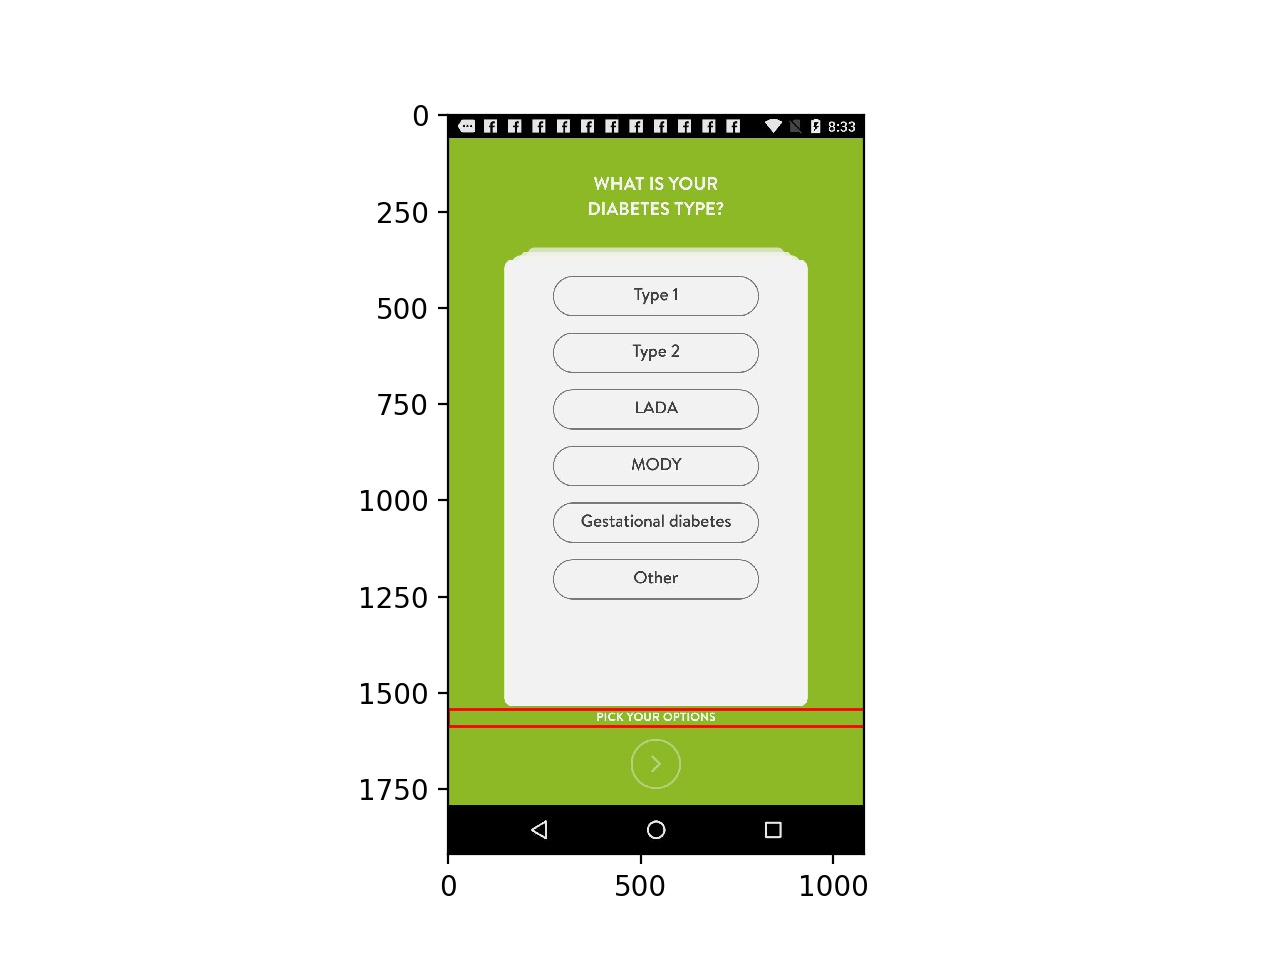 0
250
500
750
1000
1250
1500
1750
8:33
WHAT IS YOUR
DIABETES TYPE?
Type 1
Type 2
LADA
MODY
Gestational diabetes
Other
PICK YOUR OPTIONS
0
500
1000